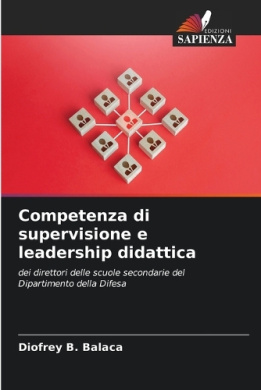 EDIZIONI
SAPIENZA
Competenza di
supervisione e
leadership didattica
dei direttori delle scuole secondarie del
Dipartimento della Difesa
Diofrey B. Balaca